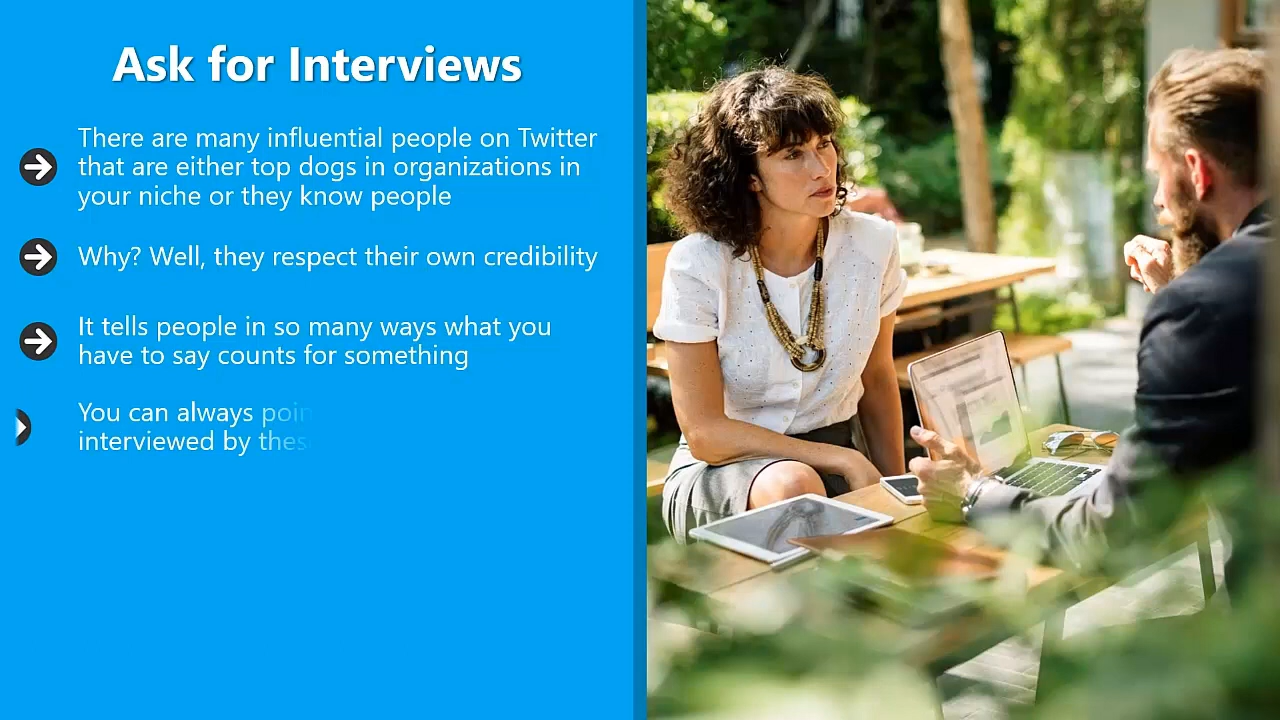 Ask for Interviews
There are many influential people on Twitter
that are either top dogs in organizations in
your niche or they know people
Why? Well, they respect their own credibility
It tells people in so many ways what you
have to say counts for something
You can always
interviewed by